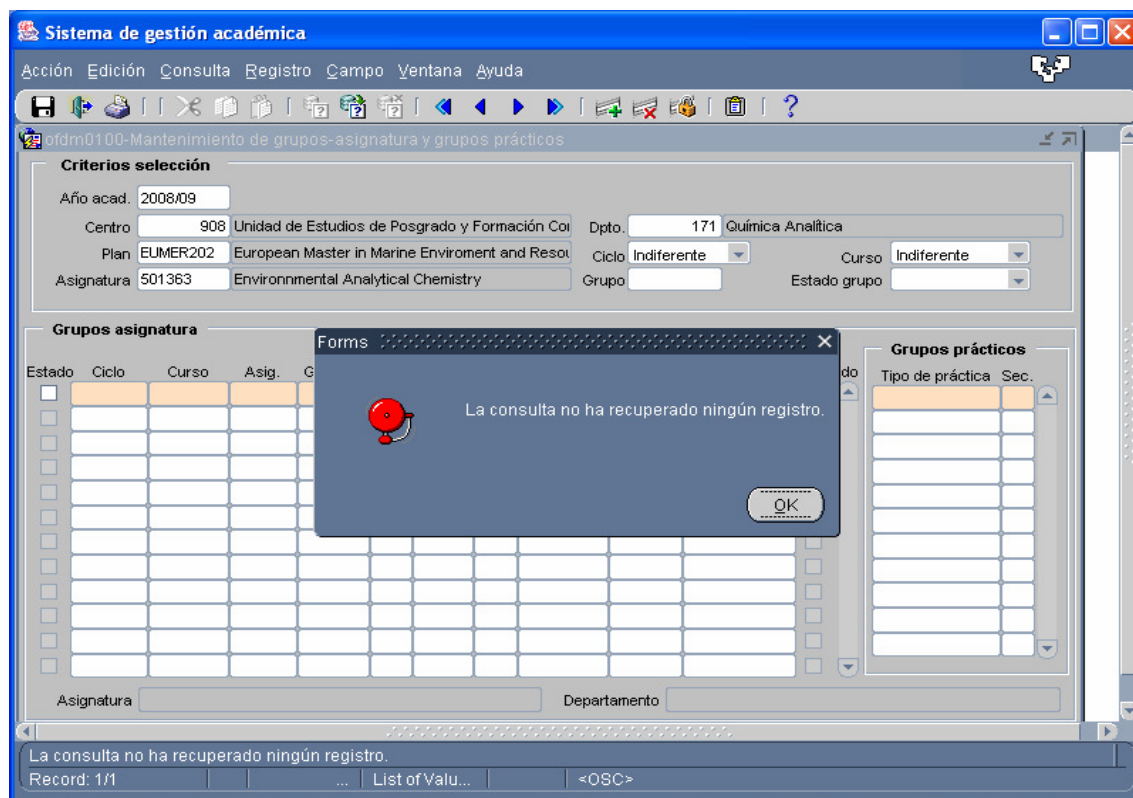 Sistema de gestión académica
Acción Edición Consulta Registro Campo Ventana Ayuda
ofdm0100-Mantenimiento de grupos-asignatura y grupos prácticos
Criterios selección
Año acad. 2008/09
Centro 908 Unidad de Estudios de Posgrado y Formación Coi Dpto. 171 Química Analítica
Plan EUMER202 European Master in Marine Enviroment and Resou Ciclo Indiferente Curso Indiferente
Asignatura 501363 Environnmental Analytical Chemistry Grupo Estado grupo
Grupos asignatura
Forms
Grupos prácticos
Estado Ciclo Curso Asig. G do Tipo de práctica Sec.
La consulta no ha recuperado ningún registro.
OK
Asignatura Departamento
La consulta no ha recuperado ningún registro.
Record: 1/1 ... List of Valu... <OSC>